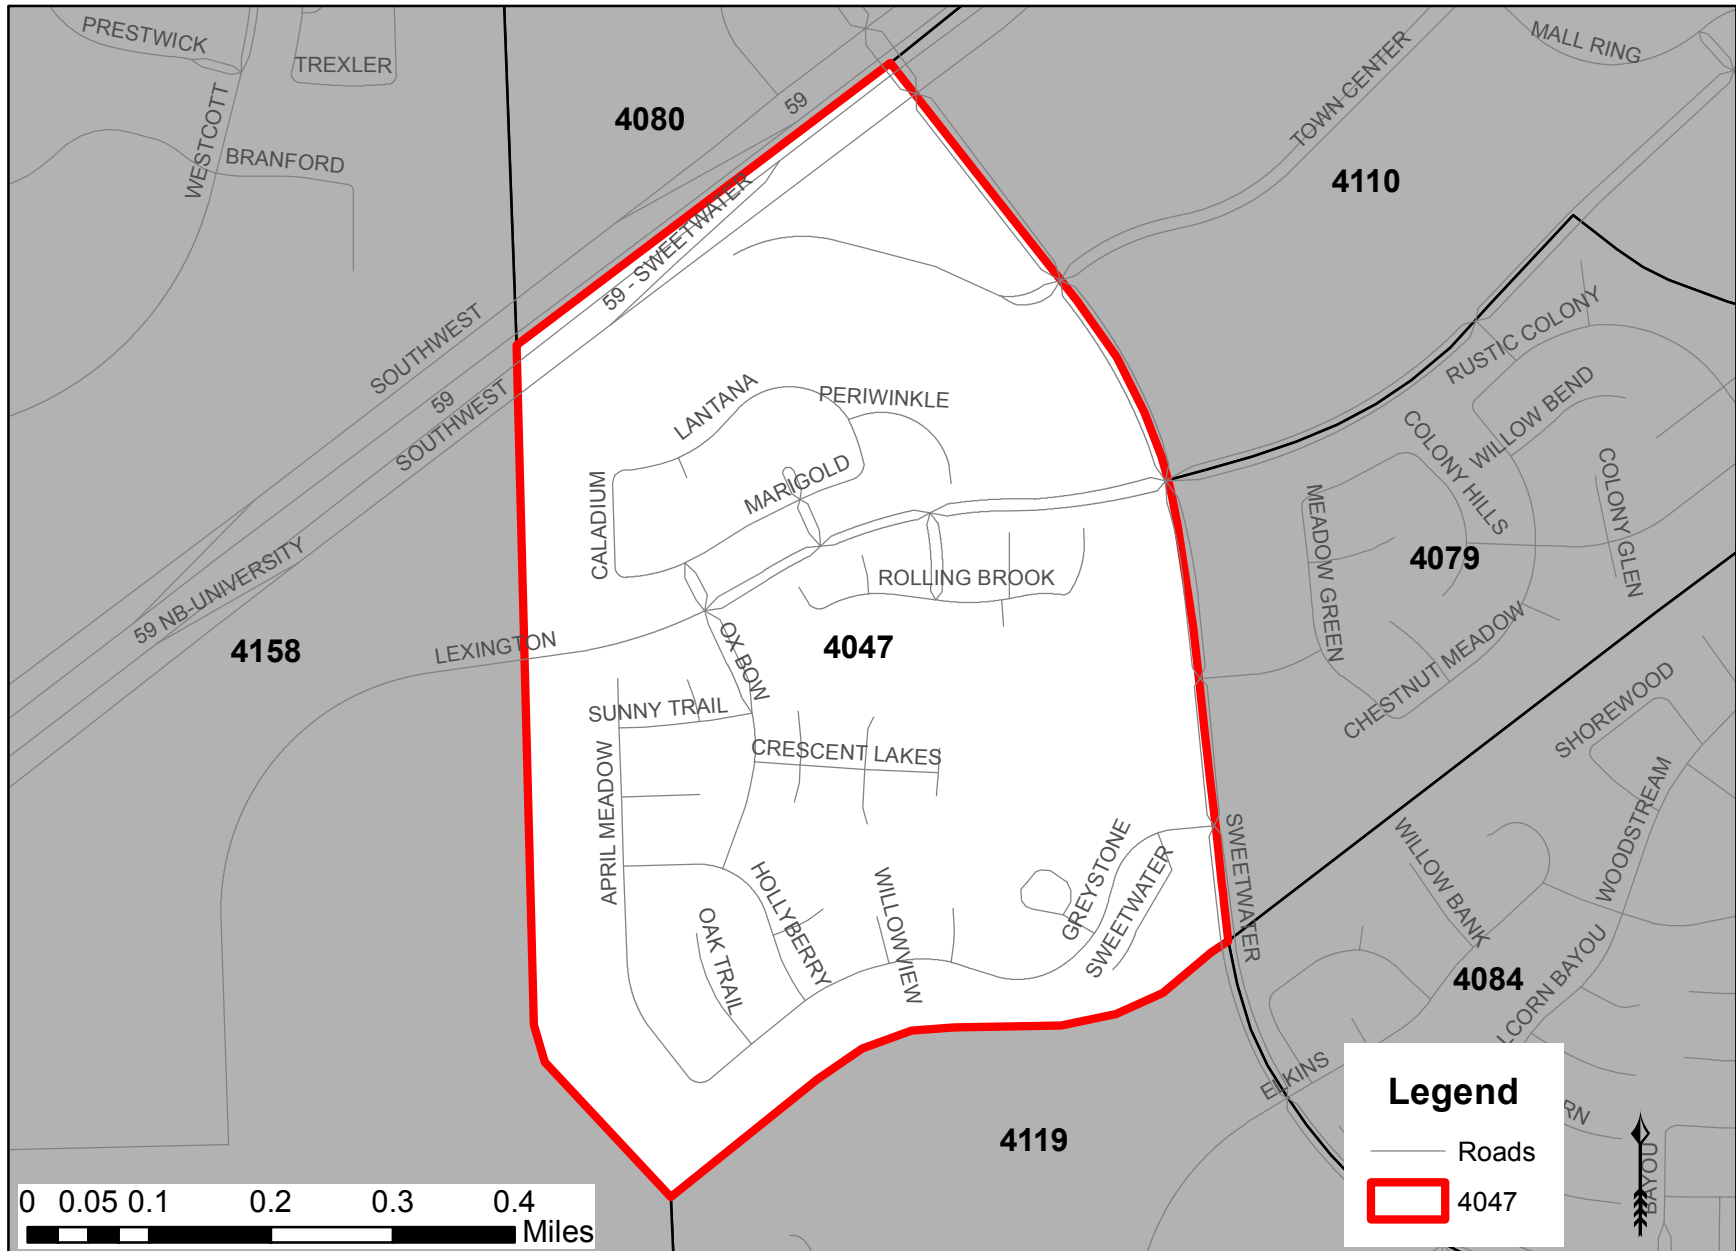 PRESTWICK
TREXLER
WESTCOTT
BRANFORD
4080
59
TOWN CENTER
MALL RING
4110
59 - SWEETWATER
SOUTHWEST
59
SOUTHWEST
RUSTIC COLONY
WILLOW BEND
COLONY HILLS
COLONY GLEN
LANTANA
PERIWINKLE
MARIGOLD
CALADIUM
MEADOW GREEN
4079
ROLLING BROOK
59 NB-UNIVERSITY
4158
LEXINGTON
OX BOW
4047
CHESTNUT MEADOW
SHOREWOOD
SUNNY TRAIL
CRESCENT LAKES
APRIL MEADOW
WOODSTREAM
SWEETWATER
WILLOW BANK
GREYSTONE
SWEETWATER
HOLLYBERRY
WILLOWVIEW
OAK TRAIL
4084
LCORN BAYOU
ELKINS
4119
RN
BAYOU
Legend
Roads
4047
0 0.05 0.1 0.2 0.3 0.4
Miles